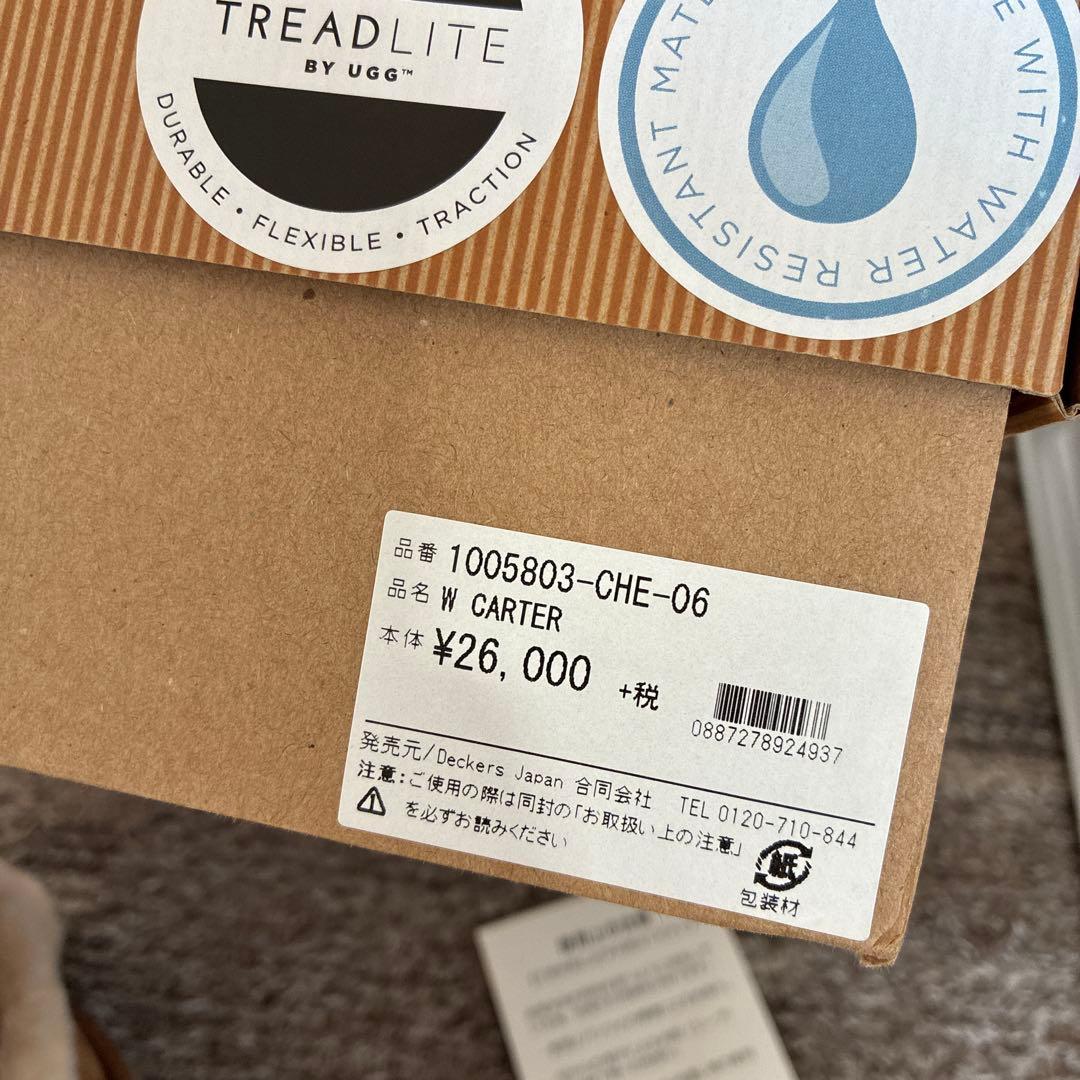 TREADLITE
BY UGG™
DURABLE • FLEXIBLE • TRACTION
WITH WATER RESISTANT
品番 1005803-CHE-06
品名 W CARTER
本体 ¥26,000 +税
0887278924937
発売元/Deckers Japan 合同会社 TEL 0120-710-844
注意:ご使用の際は同封の「お取扱い上の注意」
を必ずお読みください
紙
包装材